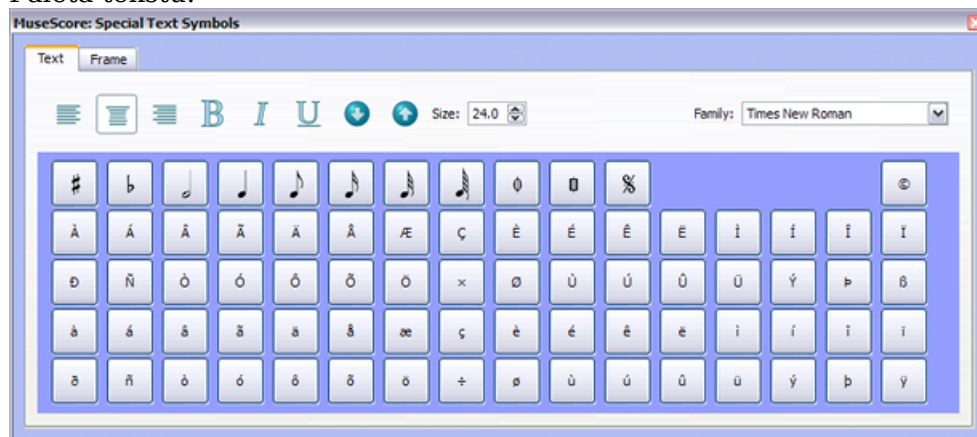 Paleta tekstu:
MuseScore: Special Text Symbols
Text Frame
B I U Size: 24.0 Family: Times New Roman
♯ ♭ ©
À Á Â Ã Ä Å Æ Ç È É Ê Ë Ì Í Î Ï
Ð Ñ Ò Ó Ô Õ Ö × Ø Ù Ú Û Ü Ý Þ ß
à á â ã ä å æ ç è é ê ë ì í î ï
ð ñ ò ó ô õ ö ÷ ø ù ú û ü ý þ ÿ